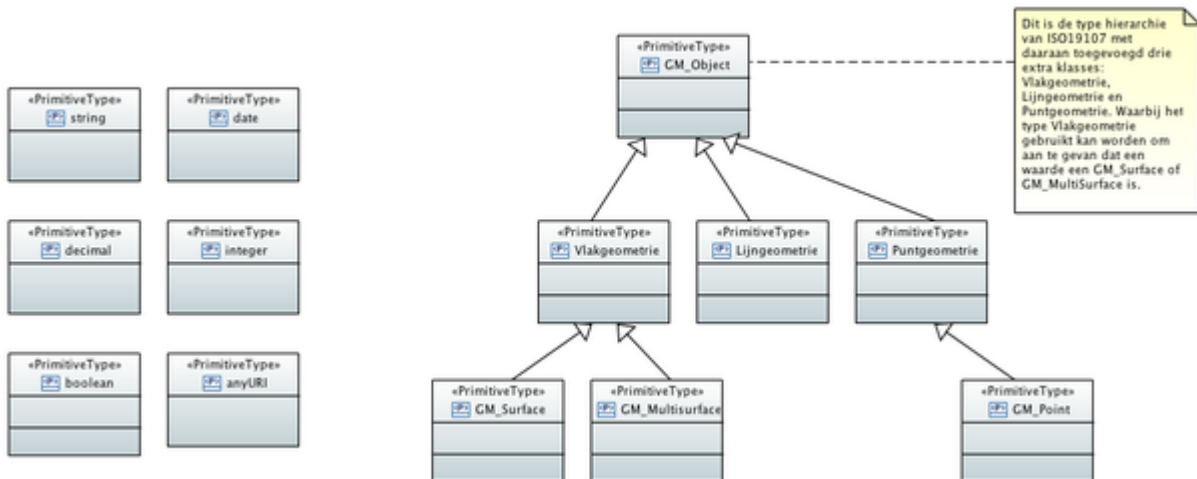 «PrimitiveType»
string
«PrimitiveType»
date
«PrimitiveType»
decimal
«PrimitiveType»
integer
«PrimitiveType»
boolean
«PrimitiveType»
anyURI
«PrimitiveType»
GM_Object
Dit is de type hierarchie
van ISO19107 met
daaraan toegevoegd drie
extra klasses:
Vlakgeometrie,
Lijngeometrie en
Puntgeometrie. Waarbij het
type Vlakgeometrie
gebruikt kan worden om
aan te gevan dat een
waarde een GM_Surface of
GM_MultiSurface is.
«PrimitiveType»
Vlakgeometrie
«PrimitiveType»
Lijngeometrie
«PrimitiveType»
Puntgeometrie
«PrimitiveType»
GM_Surface
«PrimitiveType»
GM_Multisurface
«PrimitiveType»
GM_Point